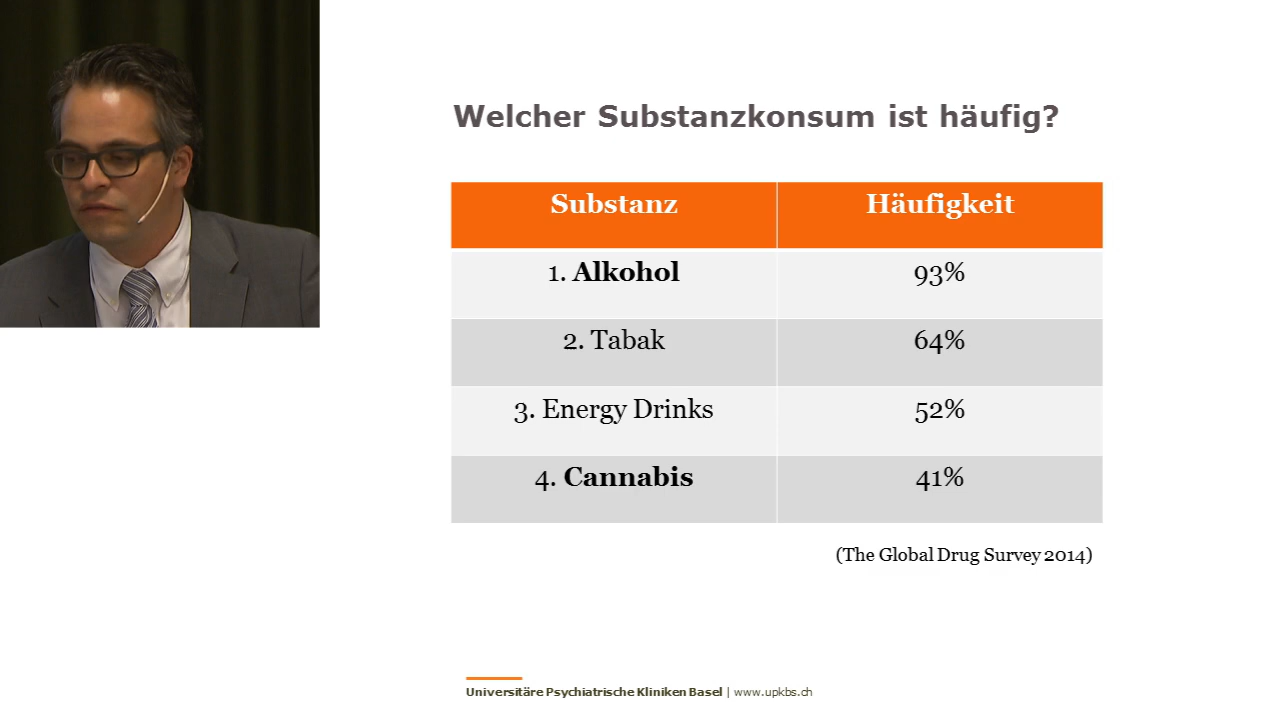 Welcher Substanzkonsum ist häufig?
Substanz Häufigkeit
1. Alkohol 93%
2. Tabak 64%
3. Energy Drinks 52%
4. Cannabis 41%
(The Global Drug Survey 2014)
Universitäre Psychiatrische Kliniken Basel | www.upkbs.ch